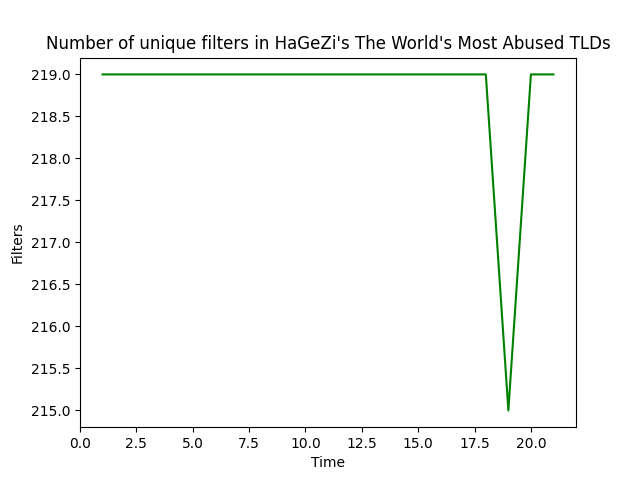 Number of unique filters in HaGeZi's The World's Most Abused TLDs
219.0
218.5
218.0
217.5
217.0
216.5
216.0
215.5
215.0
Filters
0.0 2.5 5.0 7.5 10.0 12.5 15.0 17.5 20.0
Time